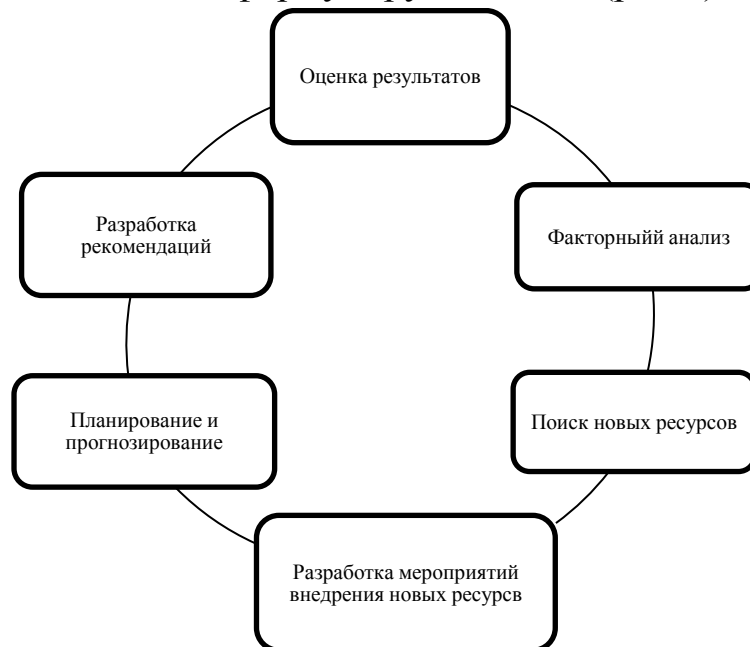 Оценка результатов
Факторныйй анализ
Поиск новых ресурсов
Разработка мероприятий
внедрения новых ресурсв
Планирование и
прогнозирование
Разработка
рекомендаций